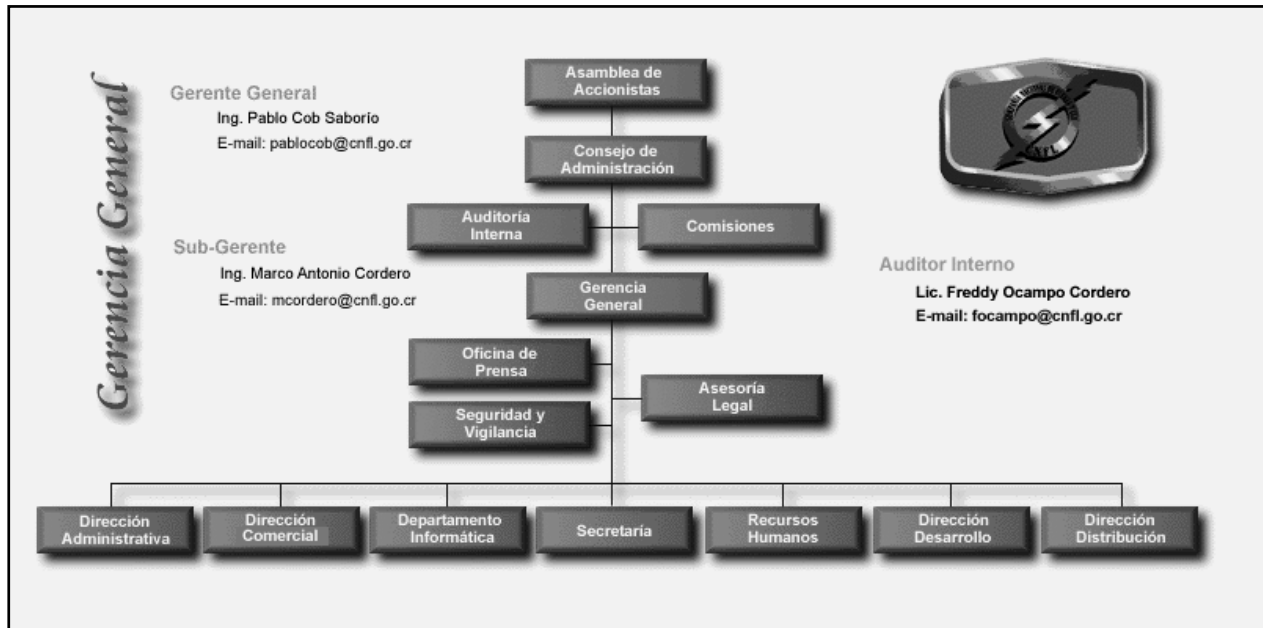 Gerencia General
Gerente General
Ing. Pablo Cob Saborío
E-mail: pablocob@cnfl.go.cr
Sub-Gerente
Ing. Marco Antonio Cordero
E-mail: mcordero@cnfl.go.cr
Asamblea de
Accionistas
Consejo de
Administración
Auditoría
Interna
Comisiones
Gerencia
General
Oficina de
Prensa
Asesoría
Legal
Seguridad y
Vigilancia
CNFL
Auditor Interno
Lic. Freddy Ocampo Cordero
E-mail: focampo@cnfl.go.cr
Dirección
Administrativa
Dirección
Comercial
Departamento
Informática
Secretaría
Recursos
Humanos
Dirección
Desarrollo
Dirección
Distribución